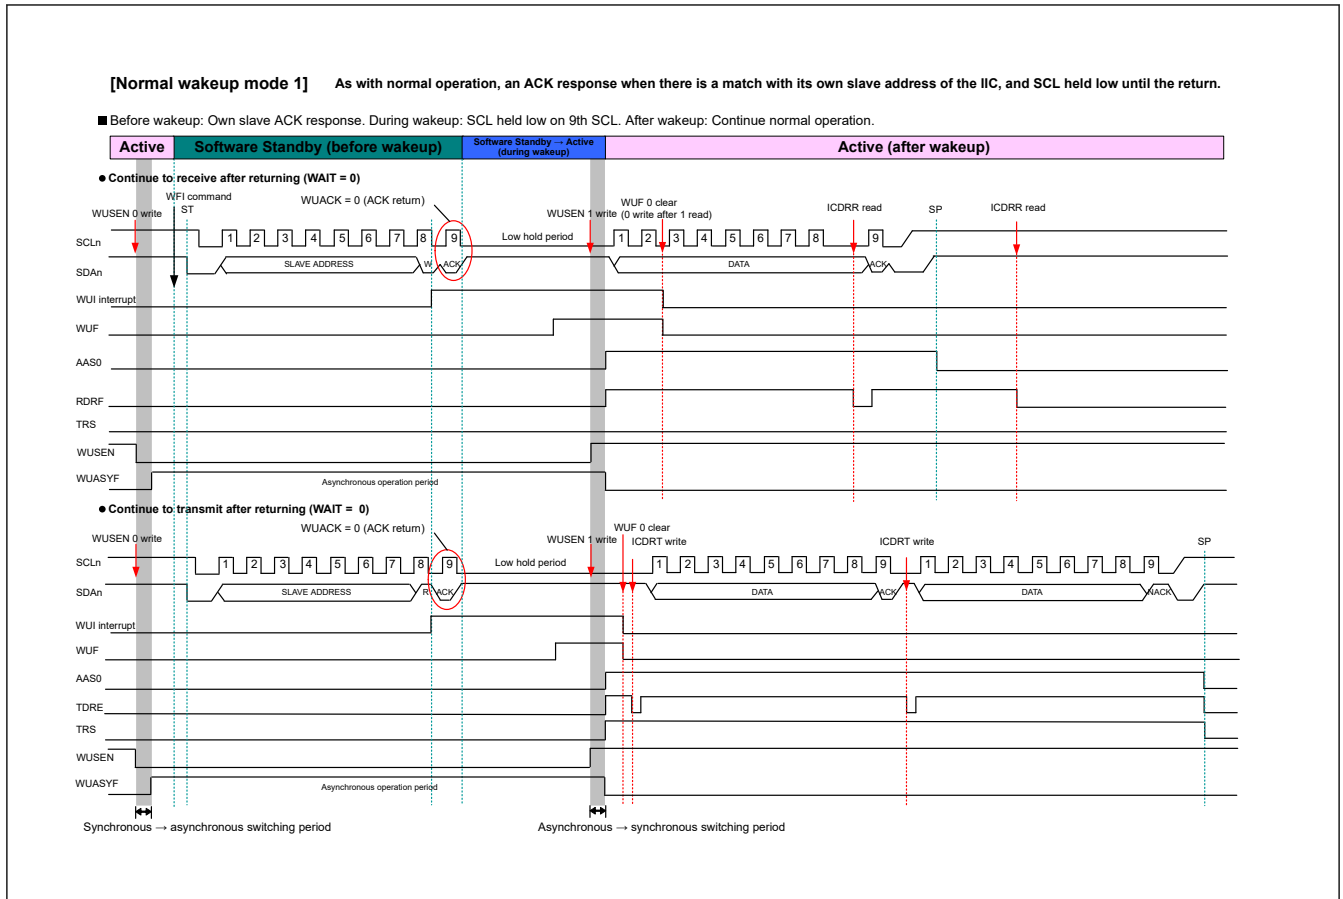 [Normal wakeup mode 1] As with normal operation, an ACK response when there is a match with its own slave address of the IIC, and SCL held low until the return.
■ Before wakeup: Own slave ACK response. During wakeup: SCL held low on 9th SCL. After wakeup: Continue normal operation.
Active
Software Standby (before wakeup)
Software Standby → Active
(during wakeup)
Active (after wakeup)
● Continue to receive after returning (WAIT = 0)
WFI command
ST
WUSEN 0 write
WUACK = 0 (ACK return)
WUSEN 1 write
WUF 0 clear
(0 write after 1 read)
ICDRR read
SP
ICDRR read
SCLn
1 2 3 4 5 6 7 8 9
Low hold period
1 2 3 4 5 6 7 8 9
SDAn
SLAVE ADDRESS
W
ACK
DATA
ACK
WUI interrupt
WUF
AAS0
RDRF
TRS
WUSEN
WUASYF
Asynchronous operation period
● Continue to transmit after returning (WAIT = 0)
WUSEN 0 write
WUACK = 0 (ACK return)
WUSEN 1 write
WUF 0 clear
ICDRT write
ICDRT write
SP
SCLn
1 2 3 4 5 6 7 8 9
Low hold period
1 2 3 4 5 6 7 8 9
1 2 3 4 5 6 7 8 9
SDAn
SLAVE ADDRESS
R
ACK
DATA
ACK
DATA
NACK
WUI interrupt
WUF
AAS0
TDRE
TRS
WUSEN
WUASYF
Asynchronous operation period
Synchronous → asynchronous switching period
Asynchronous → synchronous switching period